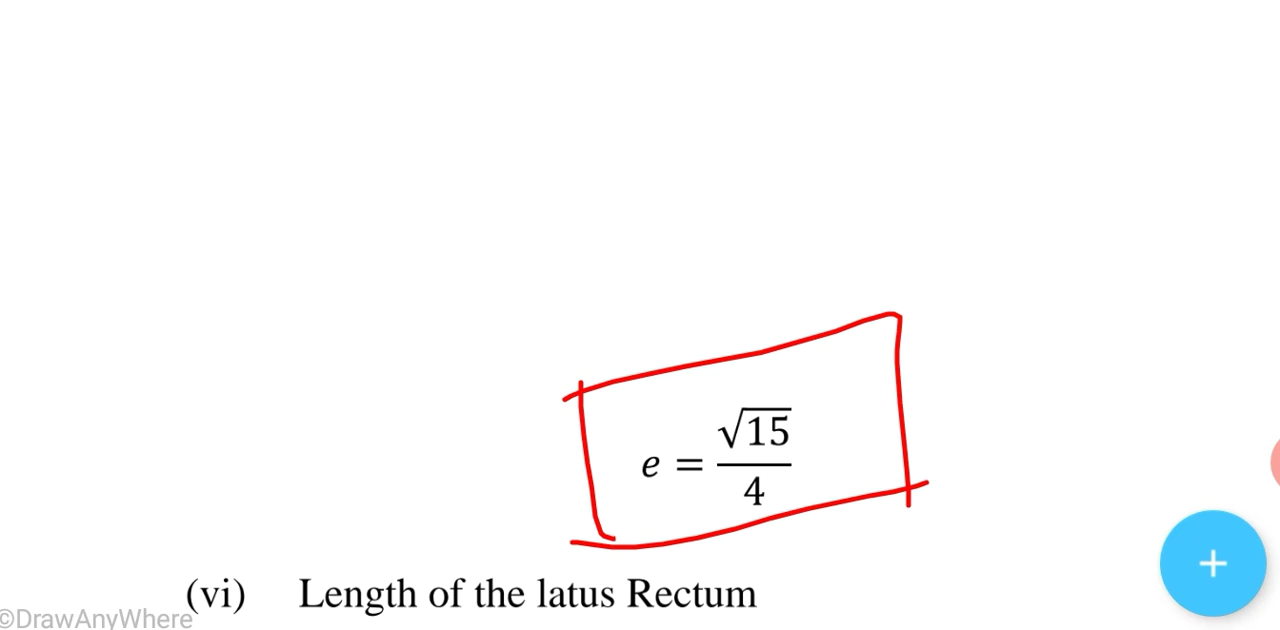 e = √15/4
(vi) Length of the latus Rectum
©DrawAnyWhere